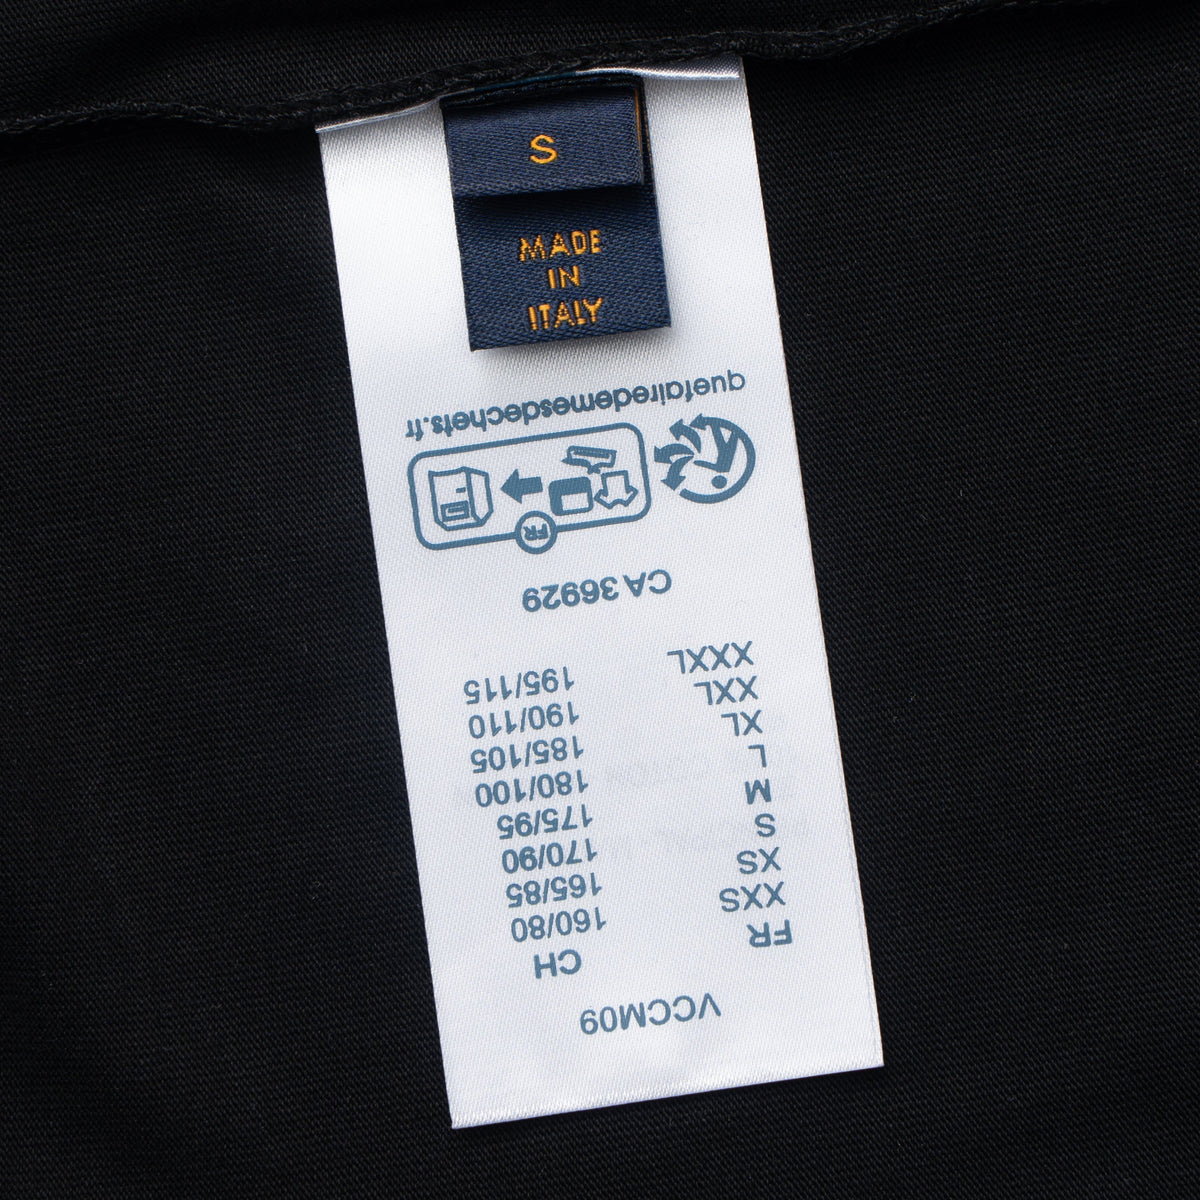 S
MADE
IN
ITALY
VCCM09
FR CH
XXS 160/80
XS 165/85
S 170/90
M 175/95
L 180/100
XL 185/105
XXL 190/110
XXXL 195/115
CA 36929
FR
quefairedemesdechets.fr